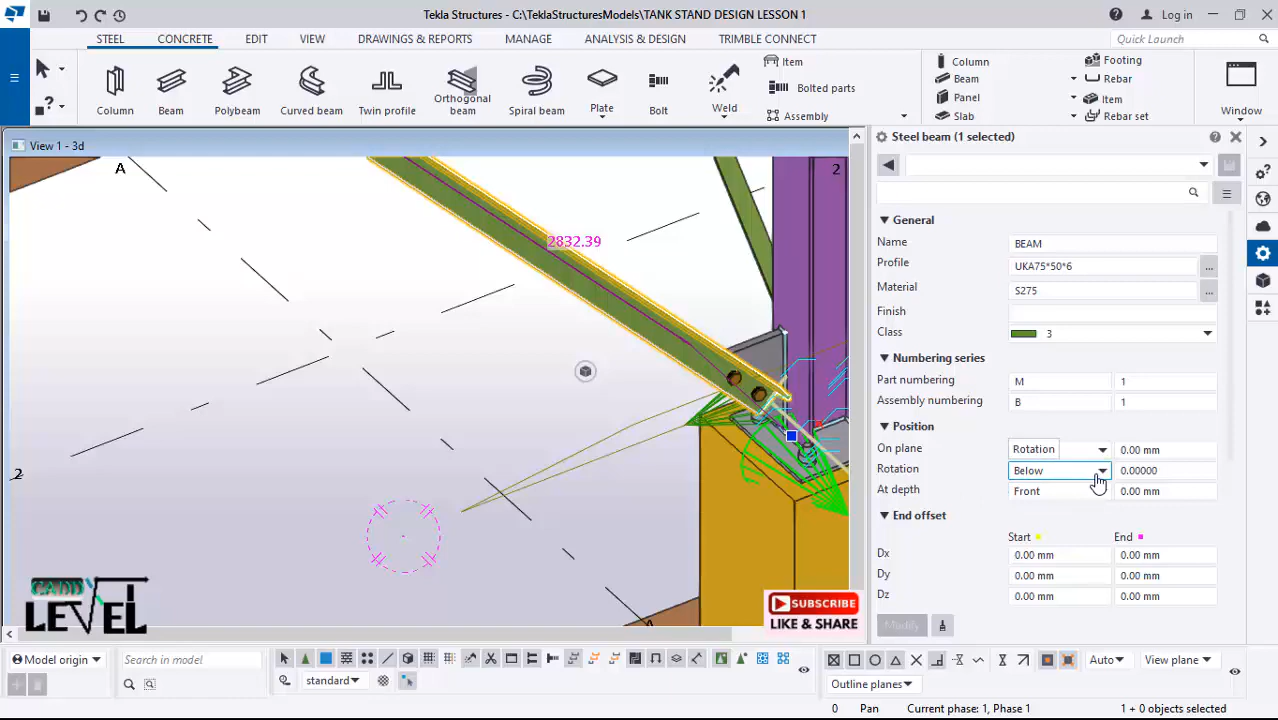 Tekla Structures - C:\TeklaStructuresModels\TANK STAND DESIGN LESSON 1
Log in
STEEL CONCRETE EDIT VIEW DRAWINGS & REPORTS MANAGE ANALYSIS & DESIGN TRIMBLE CONNECT
Quick Launch
Column Beam Polybeam Curved beam Twin profile Orthogonal beam Spiral beam Plate Bolt Weld
Item
Bolted parts
Assembly
Column
Beam
Panel
Slab
Footing
Rebar
Item
Rebar set
Window
View 1 - 3d
A
2
2832.39
2
A
CADD
LEVEL
SUBSCRIBE
LIKE & SHARE
Steel beam (1 selected)
General
Name BEAM
Profile UKA75*50*6 ...
Material S275 ...
Finish
Class 3
Numbering series
Part numbering M 1
Assembly numbering B 1
Position
On plane Rotation 0.00 mm
Rotation Below 0.00000
At depth Front 0.00 mm
End offset
Start End
Dx 0.00 mm 0.00 mm
Dy 0.00 mm 0.00 mm
Dz 0.00 mm 0.00 mm
Modify
Model origin Search in model
standard
Auto View plane
Outline planes
0 Pan Current phase: 1, Phase 1 1 + 0 objects selected